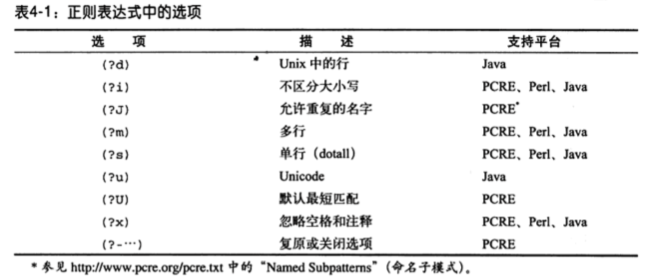 表4-1：正则表达式中的选项
选 项 描 述 支持平台
(?d) Unix 中的行 Java
(?i) 不区分大小写 PCRE、Perl、Java
(?J) 允许重复的名字 PCRE*
(?m) 多行 PCRE、Perl、Java
(?s) 单行（dotall） PCRE、Perl、Java
(?u) Unicode Java
(?U) 默认最短匹配 PCRE
(?x) 忽略空格和注释 PCRE、Perl、Java
(?-…) 复原或关闭选项 PCRE
* 参见 http://www.pcre.org/pcre.txt 中的“Named Subpatterns”（命名子模式）。